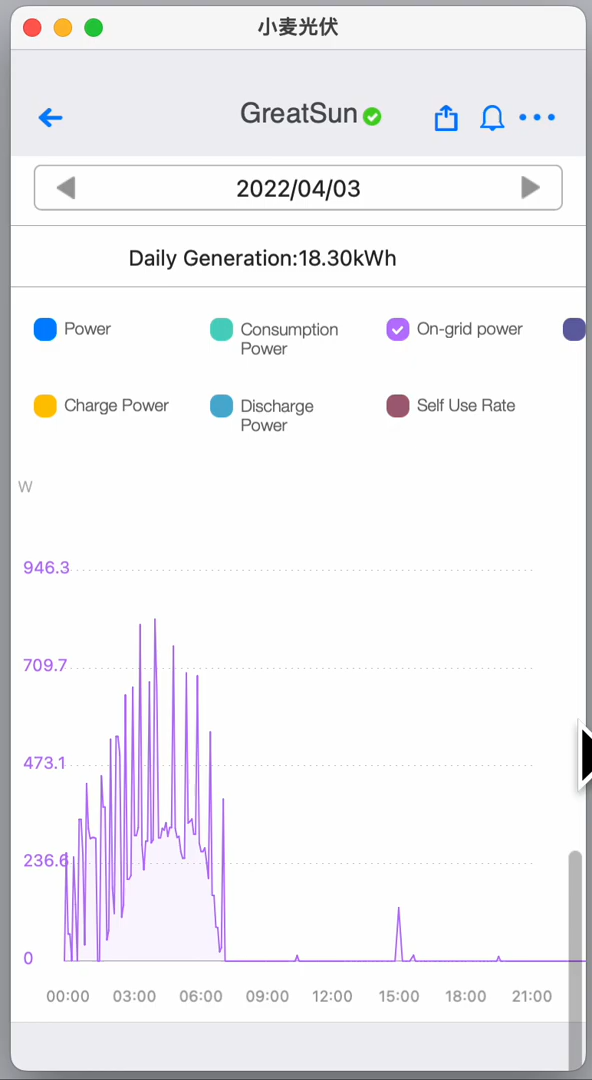 小麦光伏
GreatSun
2022/04/03
Daily Generation:18.30kWh
Power
Consumption
Power
On-grid power
Charge Power
Discharge
Power
Self Use Rate
W
946.3
709.7
473.1
236.6
0
00:00 03:00 06:00 09:00 12:00 15:00 18:00 21:00